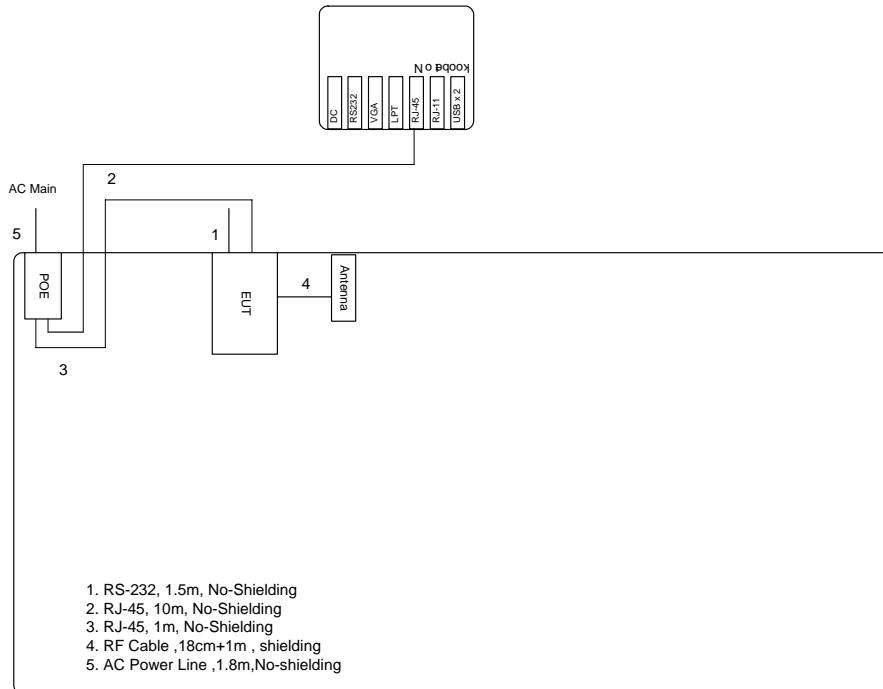 Notebook
DC
RS232
VGA
LPT
RJ-45
RJ-11
USB x 2
2
AC Main
5
1
POE
EUT
4
Antenna
3
1. RS-232, 1.5m, No-Shielding
2. RJ-45, 10m, No-Shielding
3. RJ-45, 1m, No-Shielding
4. RF Cable ,18cm+1m , shielding
5. AC Power Line ,1.8m,No-shielding